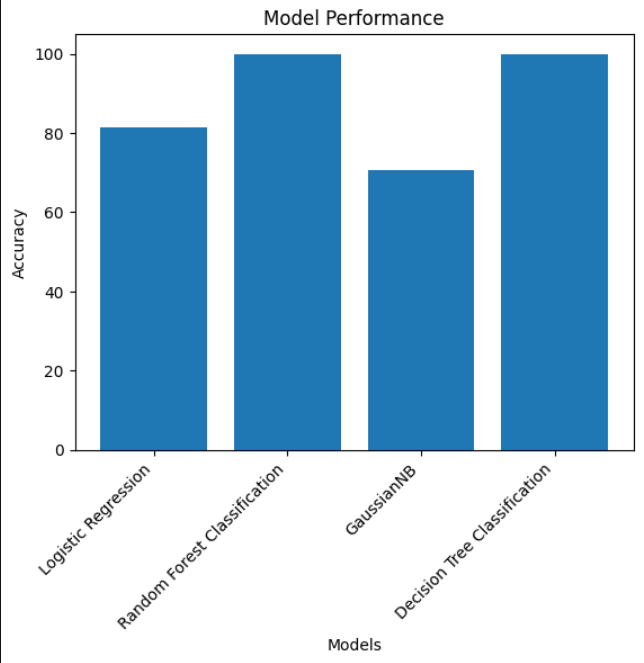 Model Performance
100
80
60
40
20
0
Accuracy
Logistic Regression
Random Forest Classification
GaussianNB
Decision Tree Classification
Models